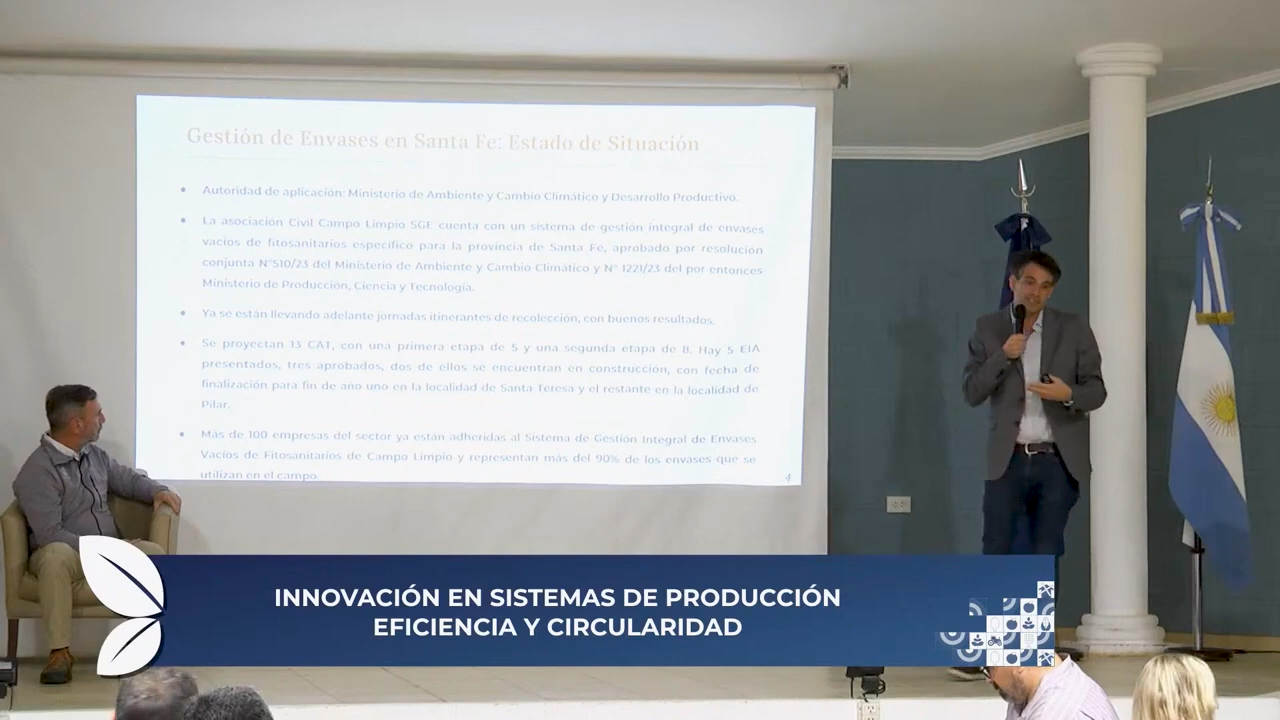 Gestión de Envases en Santa Fe: Estado de Situación
• Autoridad de aplicación: Ministerio de Ambiente y Cambio Climático y Desarrollo Productivo.
• La asociación Civil Campo Limpio SGE cuenta con un sistema de gestión integral de envases
vacíos de fitosanitarios específico para la provincia de Santa Fe, aprobado por resolución
conjunta N°510/23 del Ministerio de Ambiente y Cambio Climático y N° 1221/23 del por entonces
Ministerio de Producción, Ciencia y Tecnología.
• Ya se están llevando adelante jornadas itinerantes de recolección, con buenos resultados.
• Se proyectan 13 CAT, con una primera etapa de 5 y una segunda etapa de 8. Hay 5 EIA
presentados, tres aprobados, dos de ellos se encuentran en construcción, con fecha de
finalización para fin de año uno en la localidad de Santa Teresa y el restante en la localidad de
Pilar.
• Más de 100 empresas del sector ya están adheridas al Sistema de Gestión Integral de Envases
Vacíos de Fitosanitarios de Campo Limpio y representan más del 90% de los envases que se
utilizan en el campo.
4
INNOVACIÓN EN SISTEMAS DE PRODUCCIÓN
EFICIENCIA Y CIRCULARIDAD